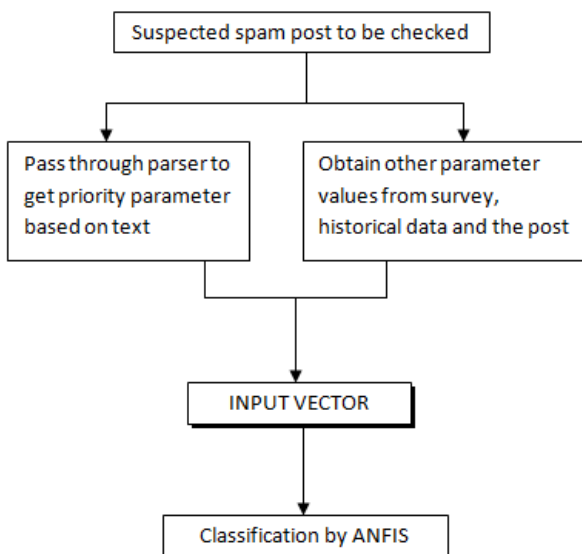 Suspected spam post to be checked
Pass through parser to
get priority parameter
based on text
Obtain other parameter
values from survey,
historical data and the post
INPUT VECTOR
Classification by ANFIS